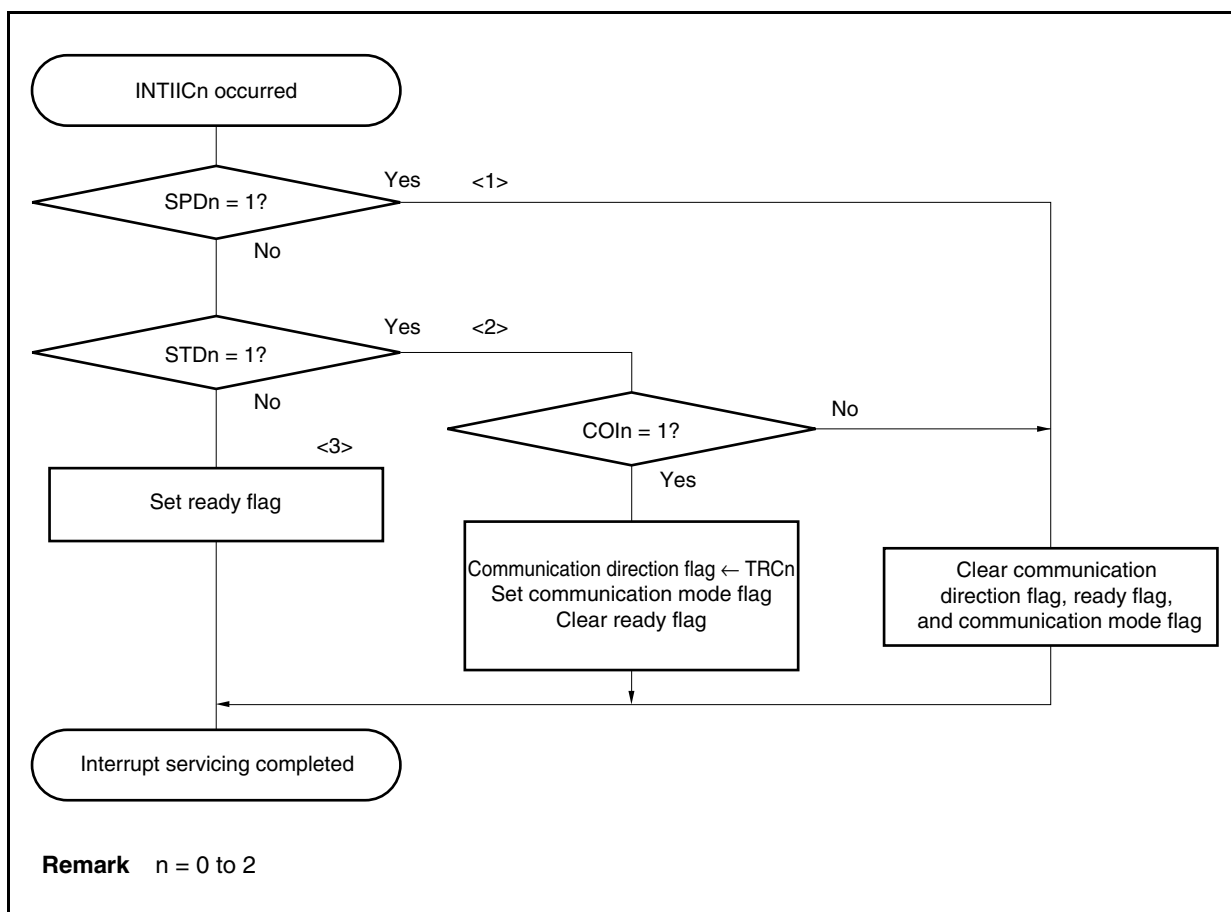 INTIICn occurred
Yes
<1>
SPDn = 1?
No
Yes
<2>
STDn = 1?
No
No
COIn = 1?
<3>
Yes
Set ready flag
Communication direction flag ← TRCn
Set communication mode flag
Clear ready flag
Clear communication
direction flag, ready flag,
and communication mode flag
Interrupt servicing completed
Remark n = 0 to 2